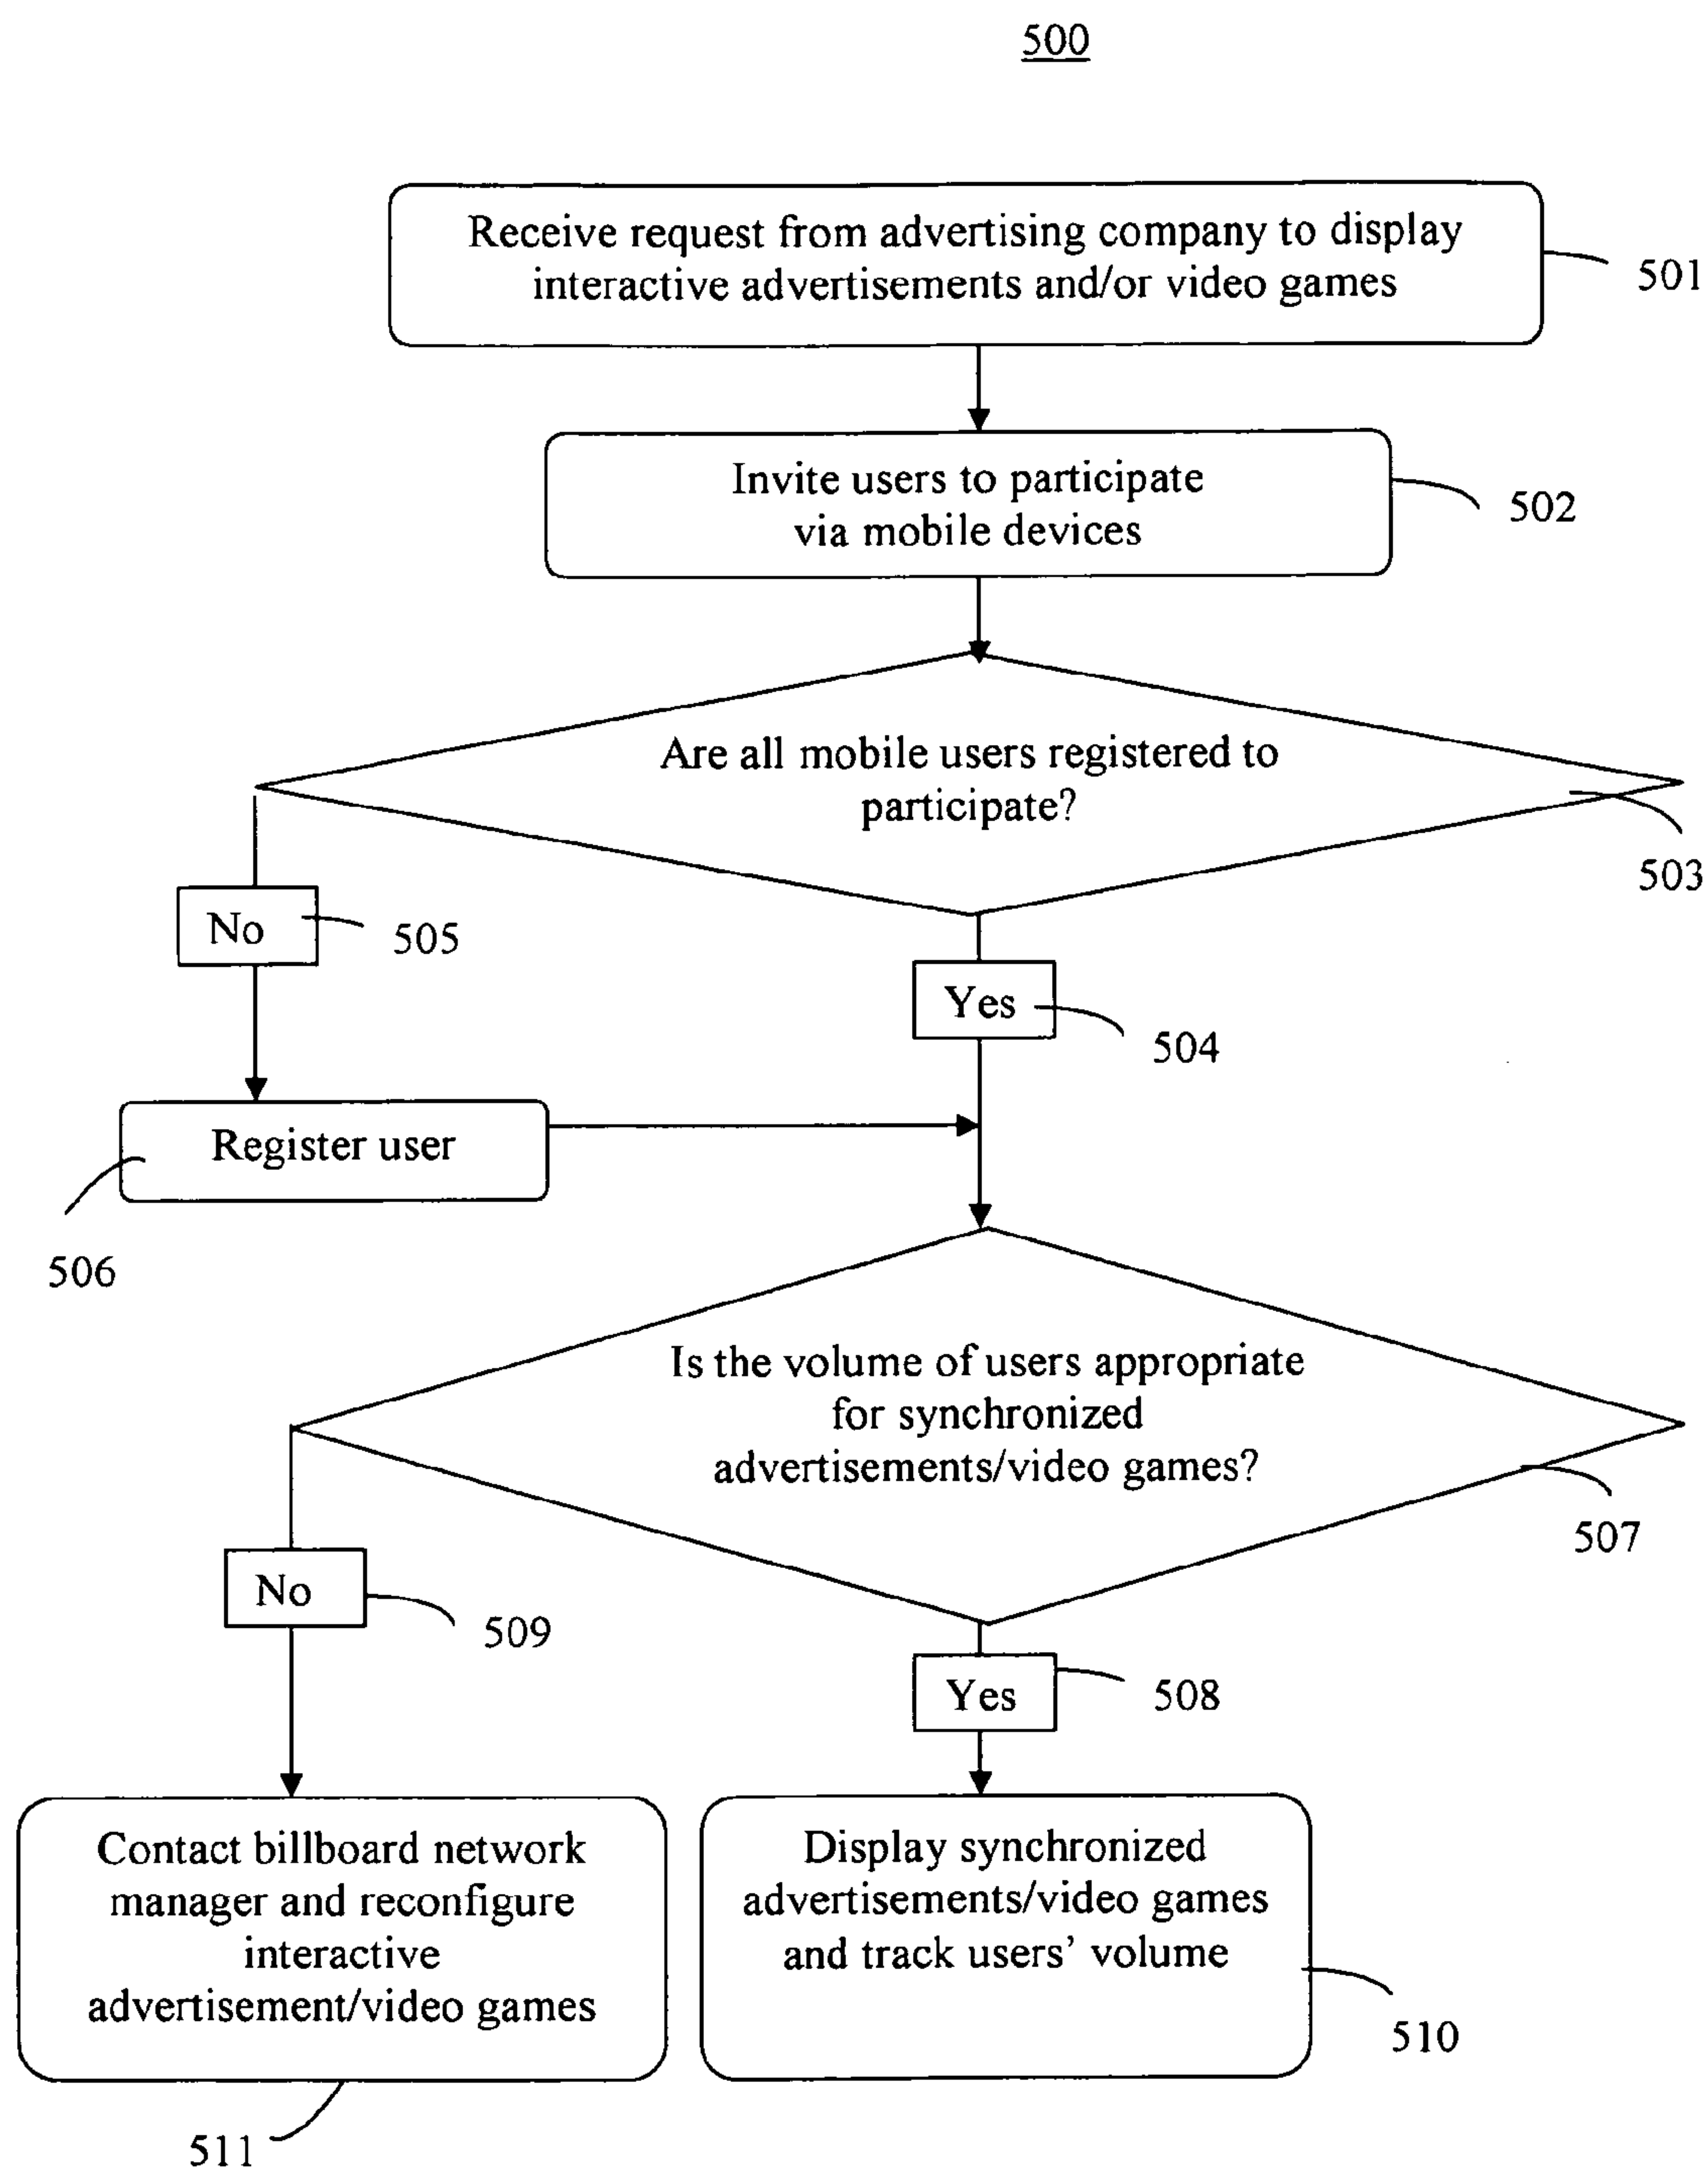 500
Receive request from advertising company to display
interactive advertisements and/or video games
501
Invite users to participate
via mobile devices
502
Are all mobile users registered to
participate?
503
No
505
Yes
504
Register user
506
Is the volume of users appropriate
for synchronized
advertisements/video games?
507
No
509
Yes
508
Contact billboard network
manager and reconfigure
interactive
advertisement/video games
511
Display synchronized
advertisements/video games
and track users’ volume
510